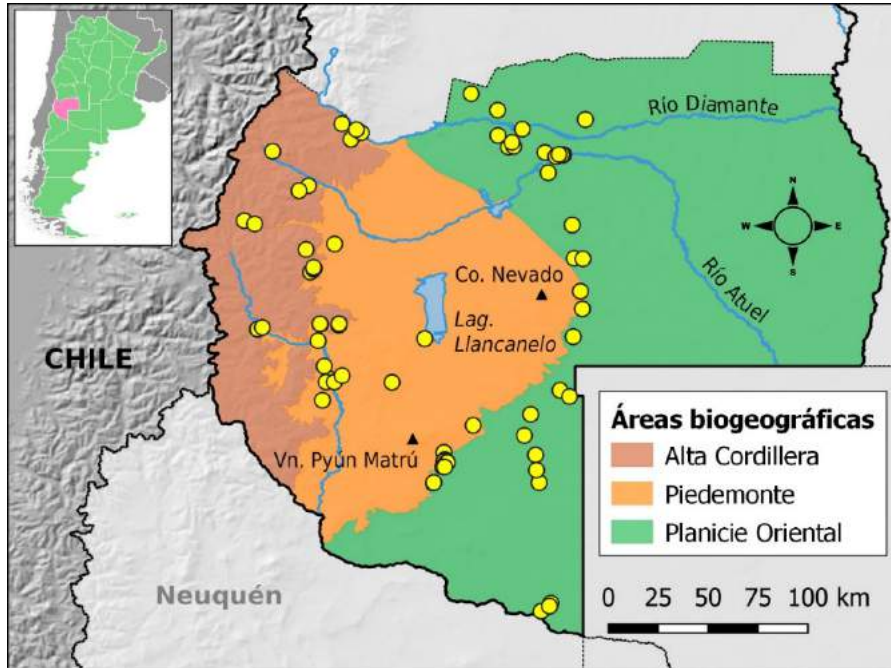 Río Diamante
N
W
E
S
Co. Nevado
Río Atuel
Lag.
Llancanelo
CHILE
Vn. Pyún Matrú
Neuquén
Áreas biogeográficas
Alta Cordillera
Piedemonte
Planicie Oriental
0 25 50 75 100 km